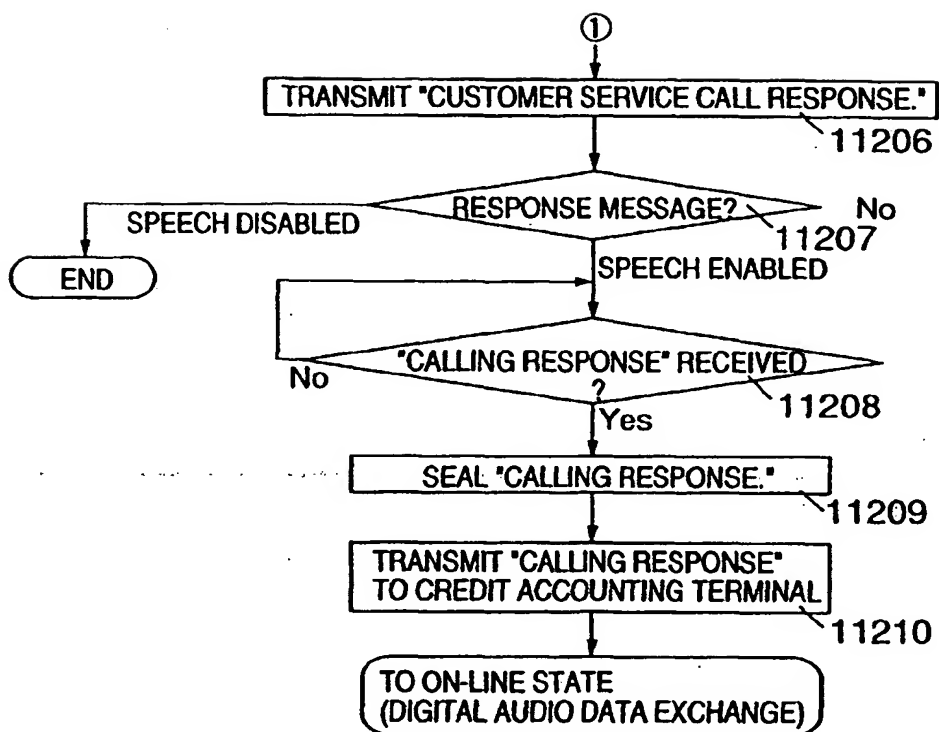 ①
TRANSMIT "CUSTOMER SERVICE CALL RESPONSE."
11206
RESPONSE MESSAGE?
No
11207
SPEECH DISABLED
END
SPEECH ENABLED
"CALLING RESPONSE" RECEIVED
?
No
11208
Yes
SEAL "CALLING RESPONSE."
11209
TRANSMIT "CALLING RESPONSE"
TO CREDIT ACCOUNTING TERMINAL
11210
TO ON-LINE STATE
(DIGITAL AUDIO DATA EXCHANGE)